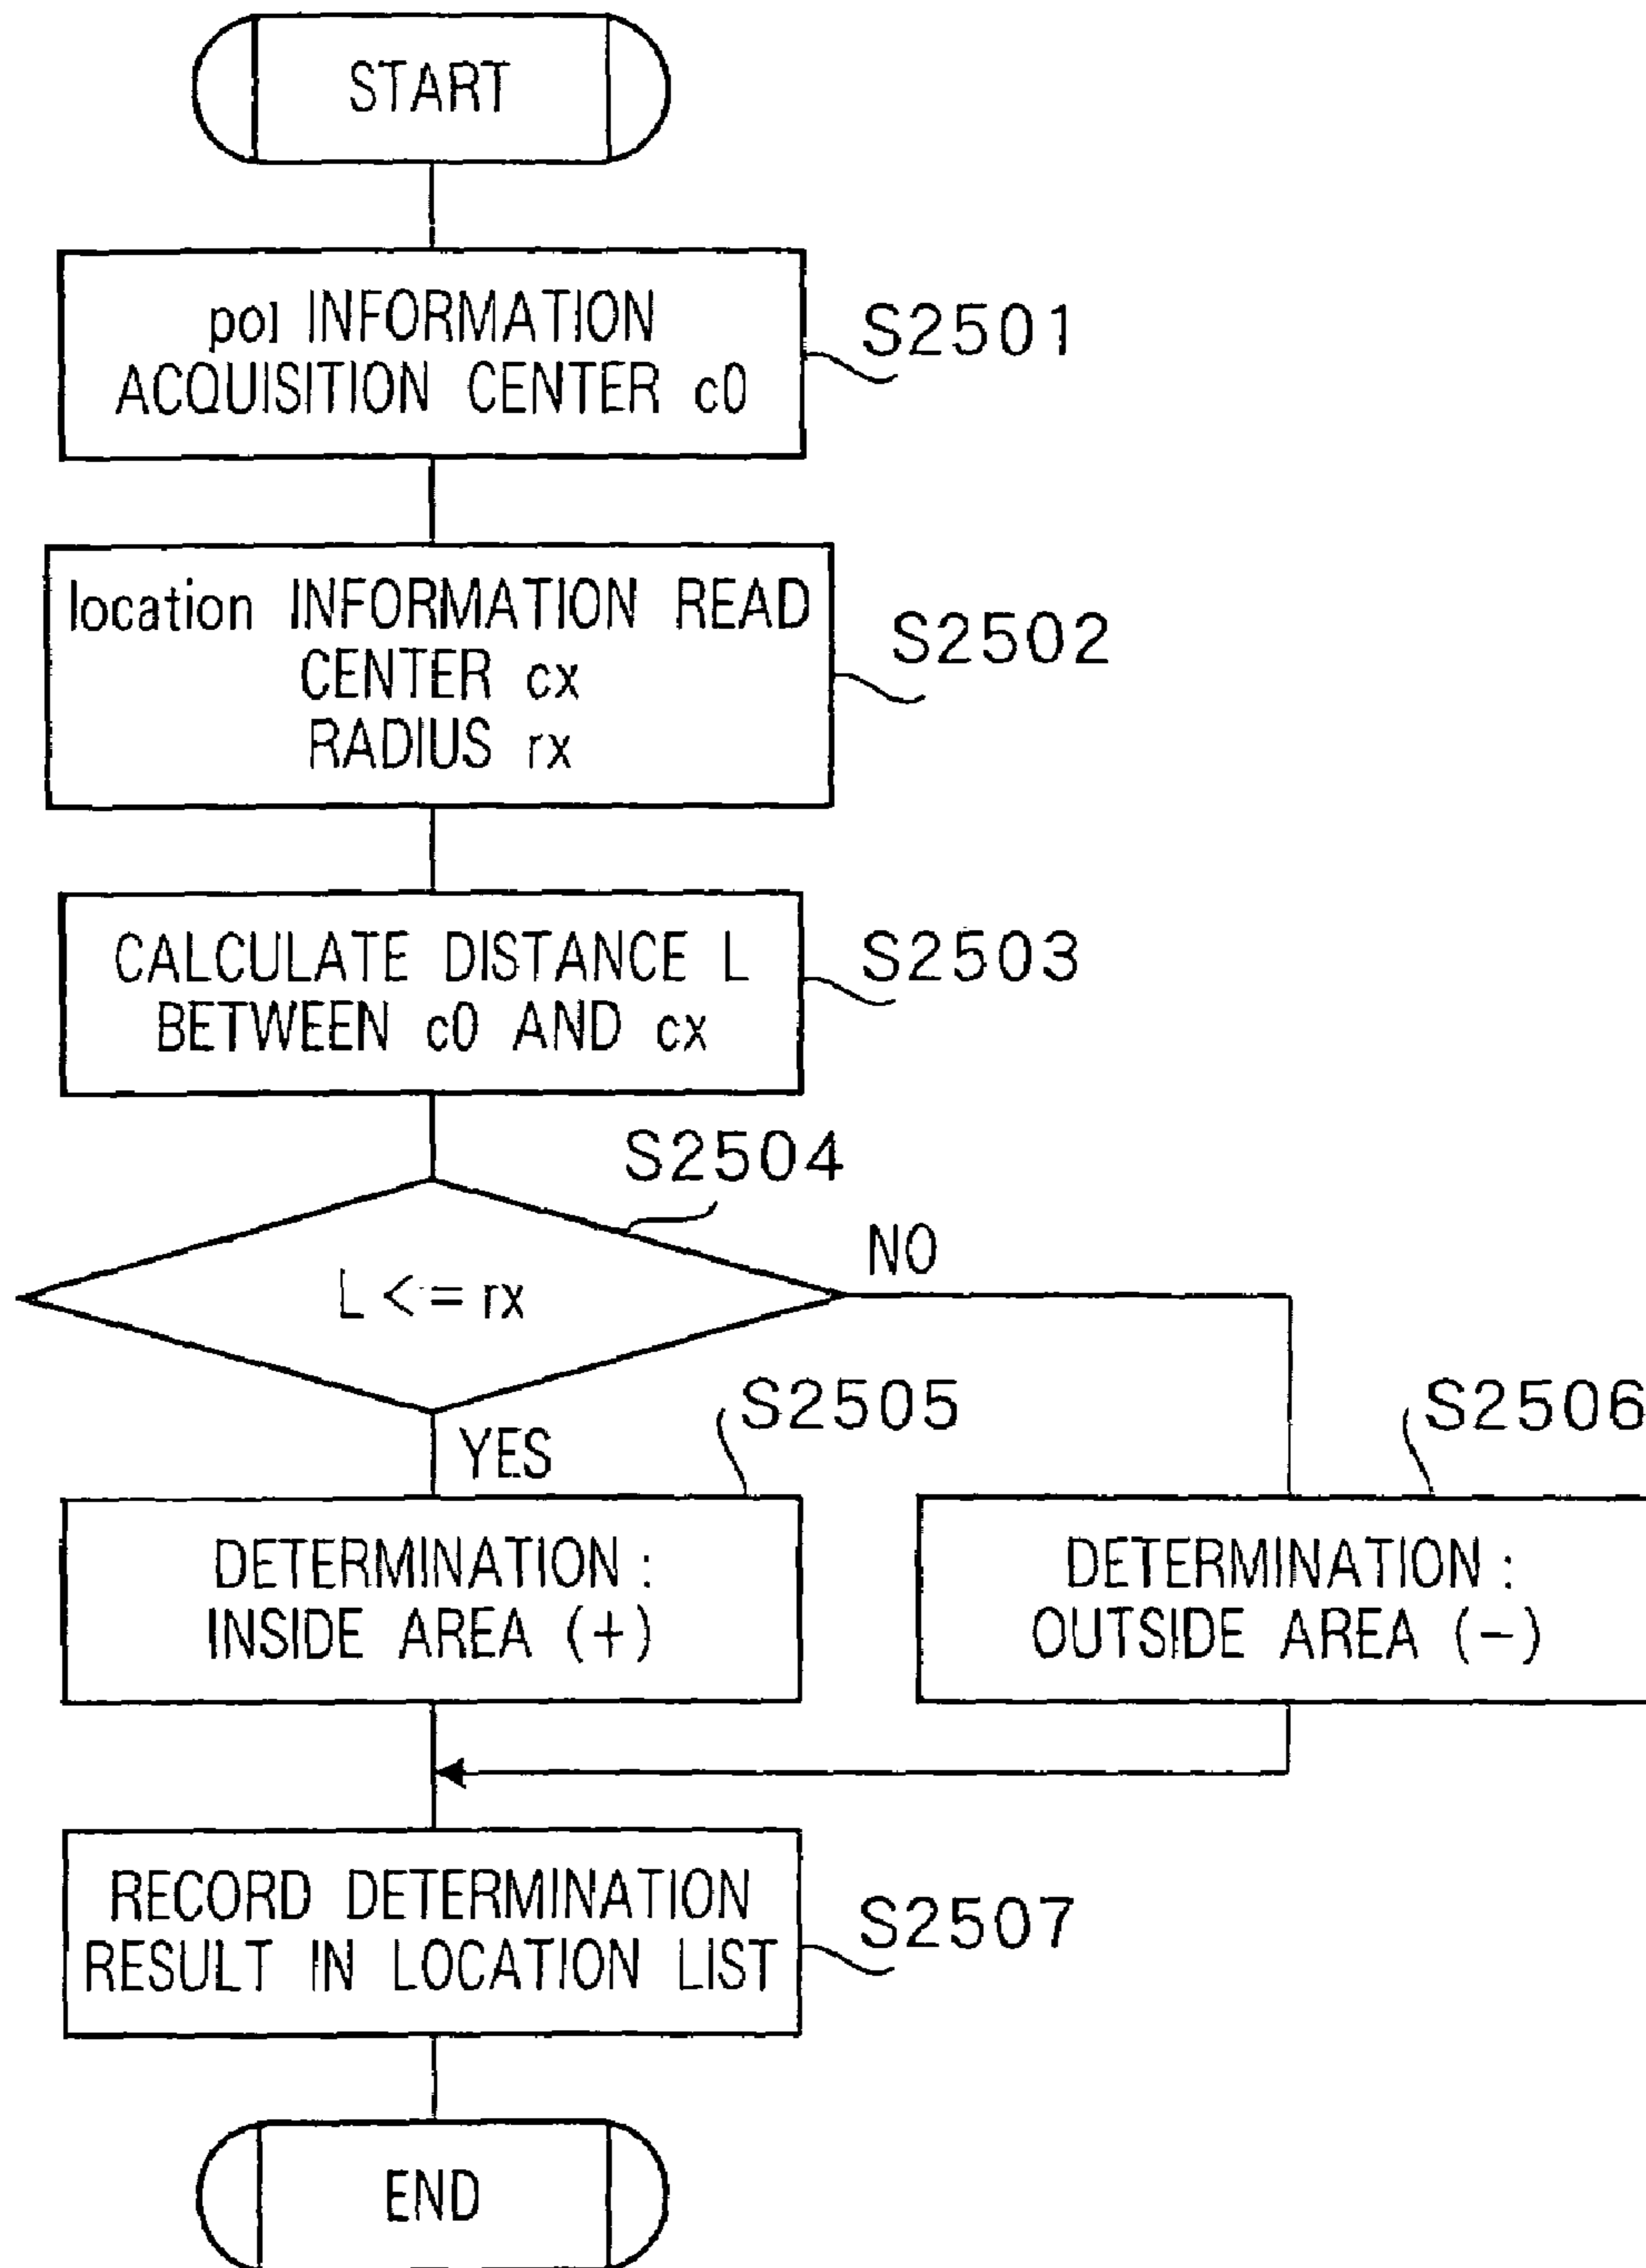 START
poi INFORMATION
ACQUISITION CENTER c0
S2501
location INFORMATION READ
CENTER cx
RADIUS rx
S2502
CALCULATE DISTANCE L
BETWEEN c0 AND cx
S2503
S2504
L <= rx
NO
YES
S2505
S2506
DETERMINATION :
INSIDE AREA (+)
DETERMINATION :
OUTSIDE AREA (-)
RECORD DETERMINATION
RESULT IN LOCATION LIST
S2507
END